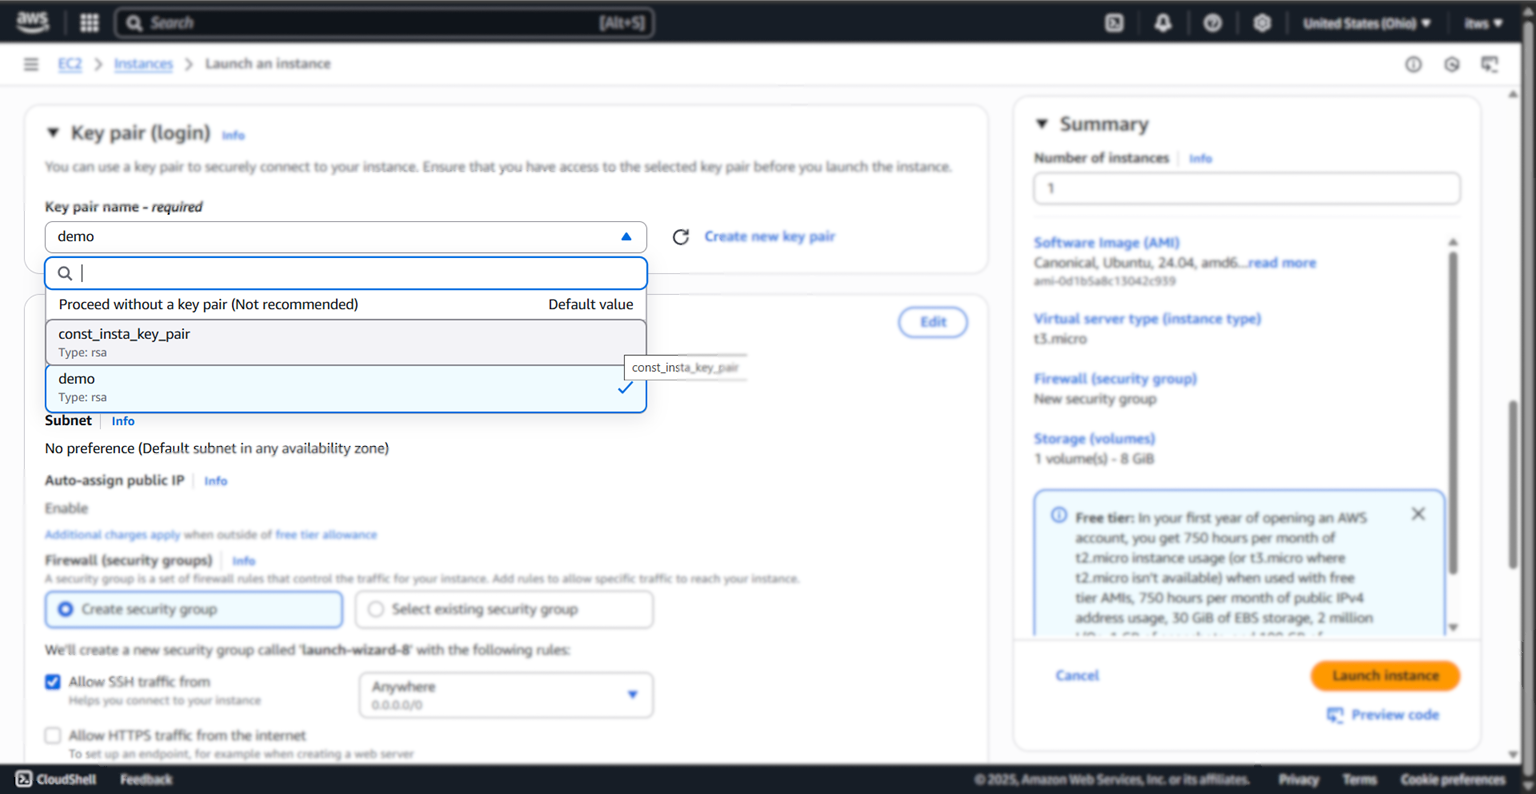 aws
Search [Alt+S]
United States (Ohio)
itws
EC2 > Instances > Launch an instance
Key pair (login) Info
You can use a key pair to securely connect to your instance. Ensure that you have access to the selected key pair before you launch the instance.
Key pair name - required
demo
Create new key pair
Proceed without a key pair (Not recommended) Default value
const_insta_key_pair
Type: rsa
const_insta_key_pair
demo
Type: rsa
Edit
Subnet Info
No preference (Default subnet in any availability zone)
Auto-assign public IP Info
Enable
Additional charges apply when outside of free tier allowance
Firewall (security groups) Info
A security group is a set of firewall rules that control the traffic for your instance. Add rules to allow specific traffic to reach your instance.
Create security group
Select existing security group
We'll create a new security group called 'launch-wizard-8' with the following rules:
Allow SSH traffic from
Helps you connect to your instance
Anywhere
0.0.0.0/0
Allow HTTPS traffic from the internet
To set up an endpoint, for example when creating a web server
Summary
Number of instances Info
1
Software Image (AMI)
Canonical, Ubuntu, 24.04, amd6...read more
ami-0d1b5a8c13042c939
Virtual server type (instance type)
t3.micro
Firewall (security group)
New security group
Storage (volumes)
1 volume(s) - 8 GiB
Free tier: In your first year of opening an AWS
account, you get 750 hours per month of
t2.micro instance usage (or t3.micro where
t2.micro isn't available) when used with free
tier AMIs, 750 hours per month of public IPv4
address usage, 30 GiB of EBS storage, 2 million
Cancel
Launch instance
Preview code
CloudShell Feedback
© 2025, Amazon Web Services, Inc. or its affiliates. Privacy Terms Cookie preferences